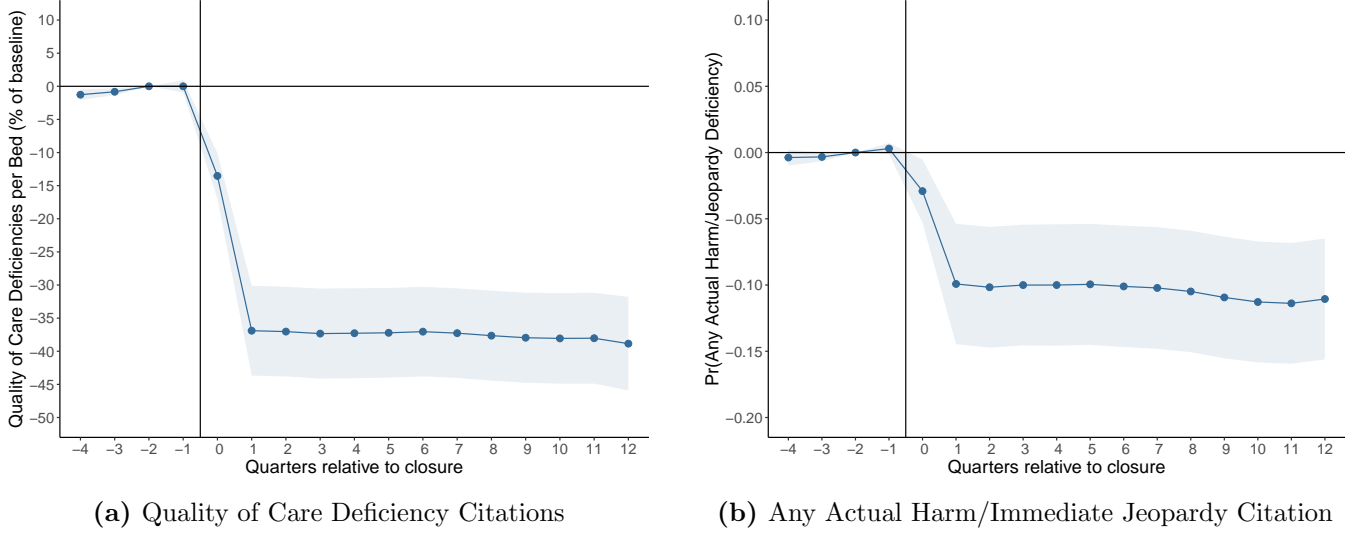 Quality of Care Deficiencies per Bed (% of baseline)
10
5
0
−5
−10
−15
−20
−25
−30
−35
−40
−45
−50
−4 −3 −2 −1 0 1 2 3 4 5 6 7 8 9 10 11 12
Quarters relative to closure
(a) Quality of Care Deficiency Citations
Pr(Any Actual Harm/Jeopardy Deficiency)
0.10
0.05
0.00
−0.05
−0.10
−0.15
−0.20
−4 −3 −2 −1 0 1 2 3 4 5 6 7 8 9 10 11 12
Quarters relative to closure
(b) Any Actual Harm/Immediate Jeopardy Citation